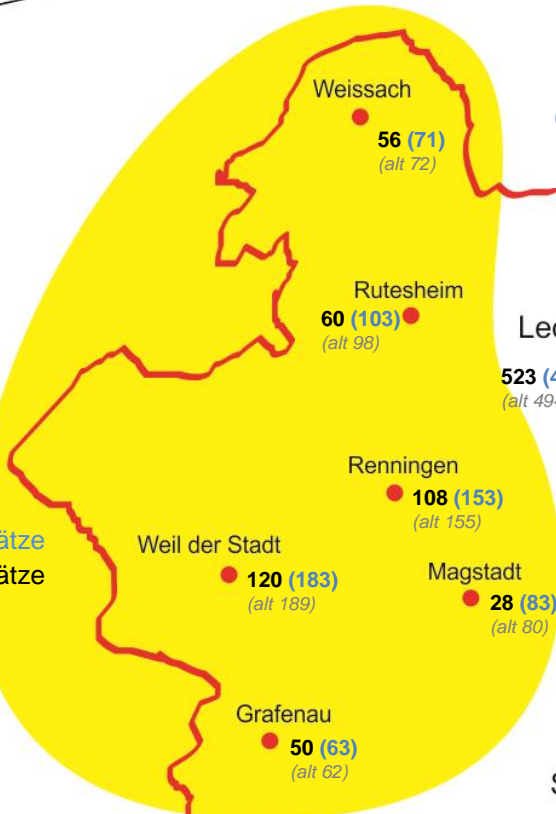 Weissach
56 (71)
(alt 72)
Rutesheim
60 (103)
(alt 98)
523
Renningen
108 (153)
(alt 155)
Weil der Stadt
120 (183)
(alt 189)
Magstadt
28 (83)
(alt 80)
Grafenau
50 (63)
(alt 62)